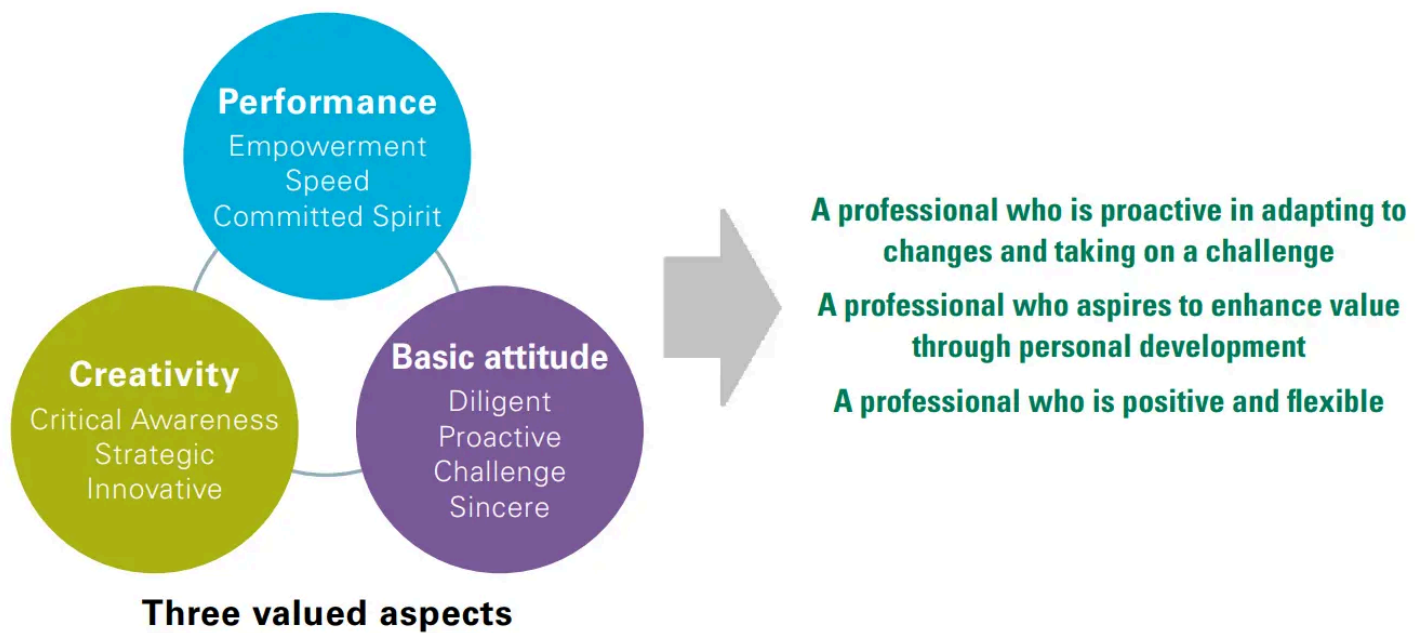 Performance
Empowerment
Speed
Committed Spirit
Creativity
Critical Awareness
Strategic
Innovative
Basic attitude
Diligent
Proactive
Challenge
Sincere
Three valued aspects
A professional who is proactive in adapting to
changes and taking on a challenge
A professional who aspires to enhance value
through personal development
A professional who is positive and flexible